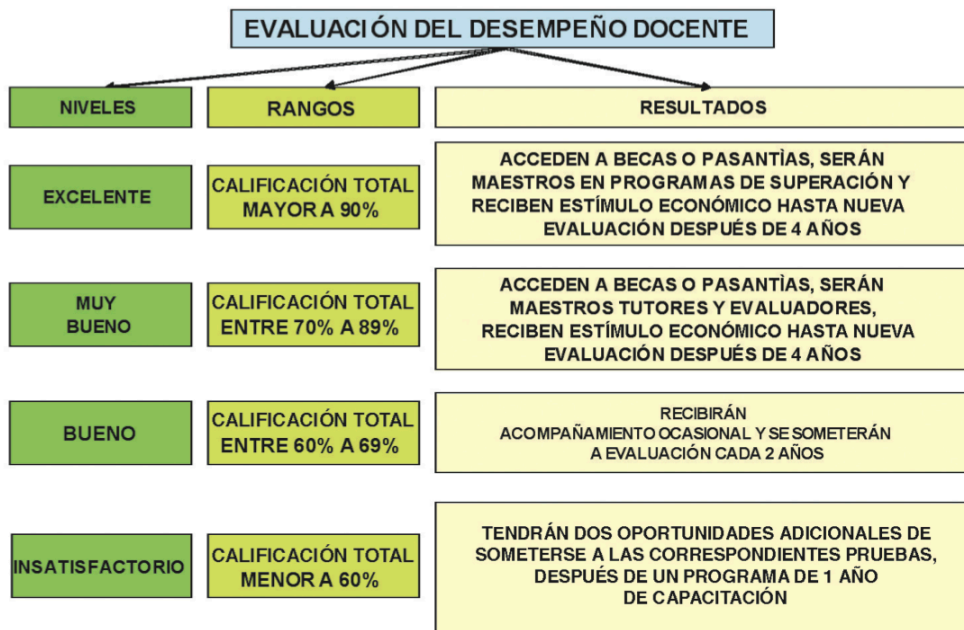 EVALUACIÓN DEL DESEMPEÑO DOCENTE
NIVELES
RANGOS
RESULTADOS
EXCELENTE
CALIFICACIÓN TOTAL
MAYOR A 90%
ACCEDEN A BECAS O PASANTÌAS, SERÁN
MAESTROS EN PROGRAMAS DE SUPERACIÓN Y
RECIBEN ESTÍMULO ECONÓMICO HASTA NUEVA
EVALUACIÓN DESPUÉS DE 4 AÑOS
MUY
BUENO
CALIFICACIÓN TOTAL
ENTRE 70% A 89%
ACCEDEN A BECAS O PASANTÌAS, SERÁN
MAESTROS TUTORES Y EVALUADORES,
RECIBEN ESTÍMULO ECONÓMICO HASTA NUEVA
EVALUACIÓN DESPUÉS DE 4 AÑOS
BUENO
CALIFICACIÓN TOTAL
ENTRE 60% A 69%
RECIBIRÁN
ACOMPAÑAMIENTO OCASIONAL Y SE SOMETERÁN
A EVALUACIÓN CADA 2 AÑOS
INSATISFACTORIO
CALIFICACIÓN TOTAL
MENOR A 60%
TENDRÁN DOS OPORTUNIDADES ADICIONALES DE
SOMETERSE A LAS CORRESPONDIENTES PRUEBAS,
DESPUÉS DE UN PROGRAMA DE 1 AÑO
DE CAPACITACIÓN